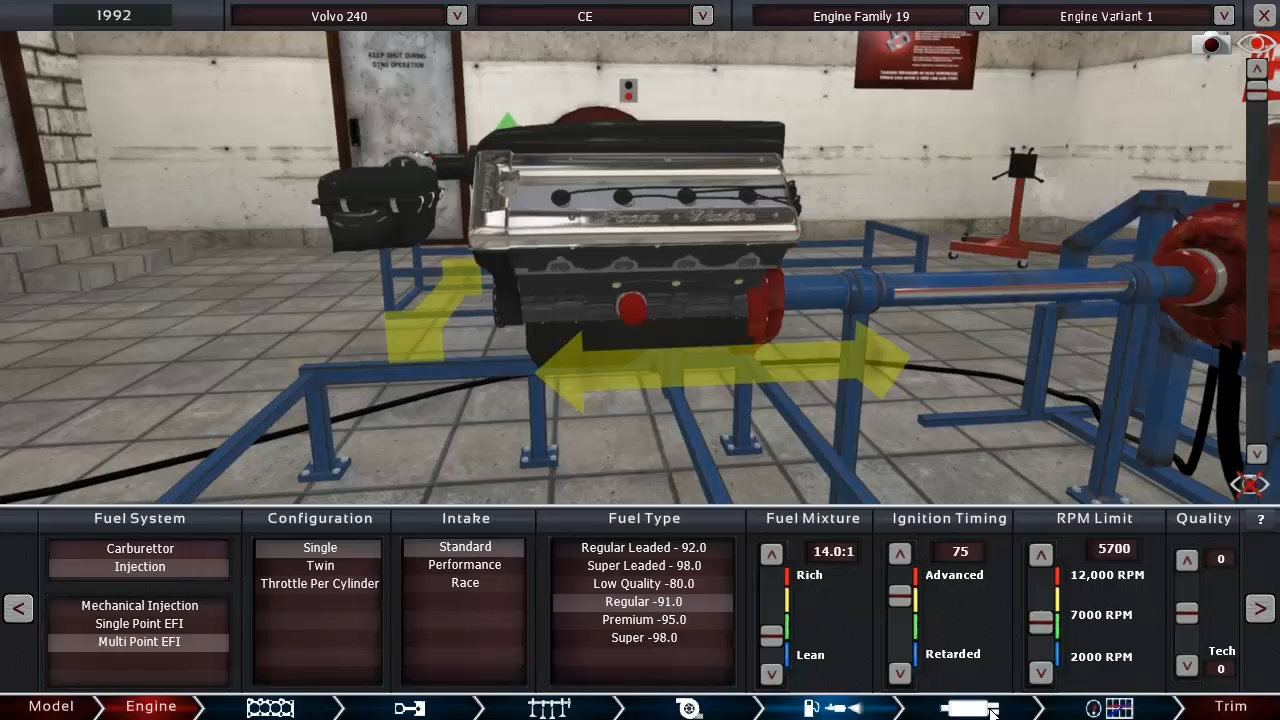 1992
Volvo 240
CE
Engine Family 19
Engine Variant 1
KEEP SHUT DURING
DYNO OPERATION
Fuel System
Configuration
Intake
Fuel Type
Fuel Mixture
Ignition Timing
RPM Limit
Quality
?
Carburettor
Injection
Mechanical Injection
Single Point EFI
Multi Point EFI
Single
Twin
Throttle Per Cylinder
Standard
Performance
Race
Regular Leaded - 92.0
Super Leaded - 98.0
Low Quality -80.0
Regular -91.0
Premium -95.0
Super -98.0
14.0:1
Rich
Lean
75
Advanced
Retarded
5700
12,000 RPM
7000 RPM
2000 RPM
0
Tech
0
<
>
Model
Engine
Trim